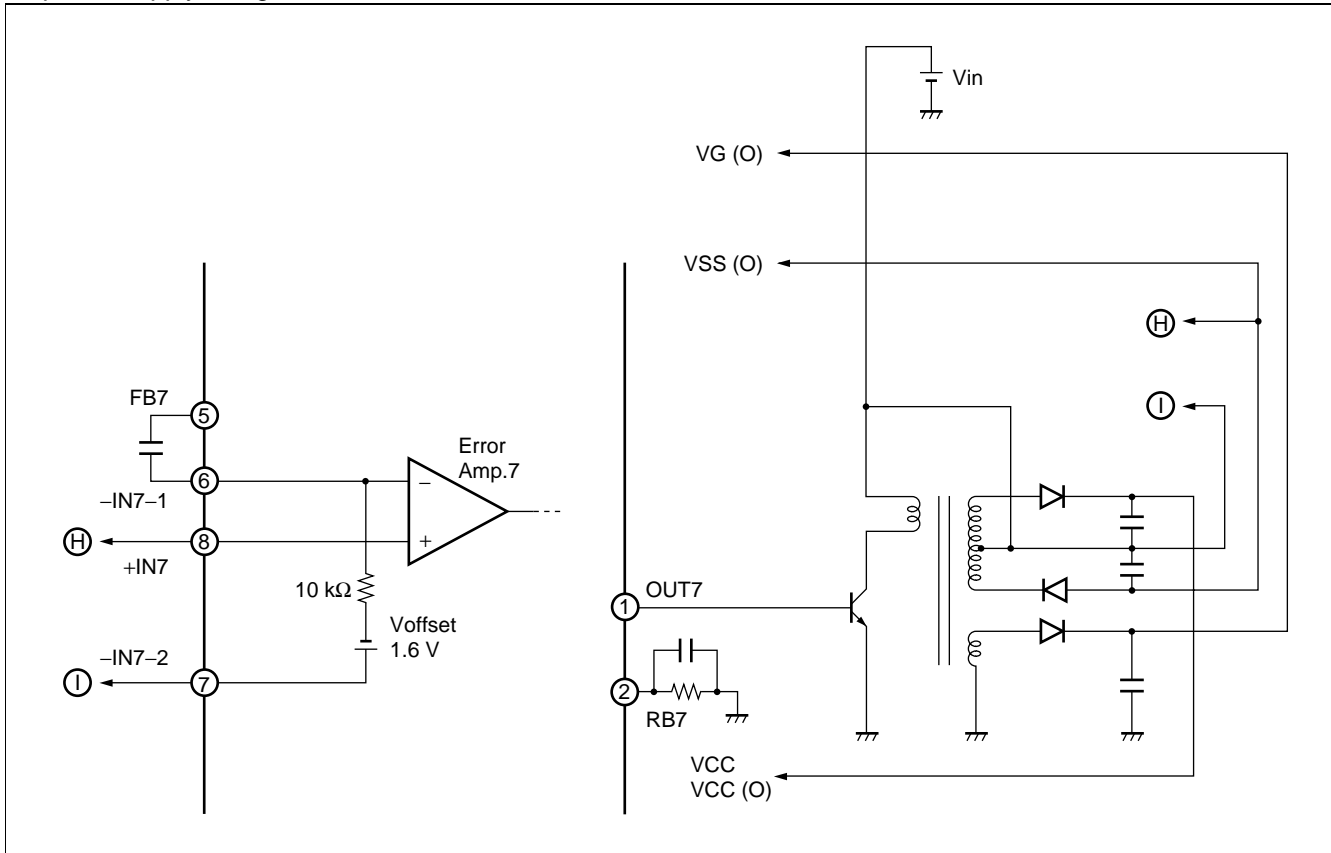 Vin
VG (O)
VSS (O)
H
I
FB7
5
Error
Amp.7
6
−
−IN7−1
H
8
+
+IN7
10 kΩ
OUT7
1
Voffset
1.6 V
−IN7−2
I
7
2
RB7
VCC
VCC (O)